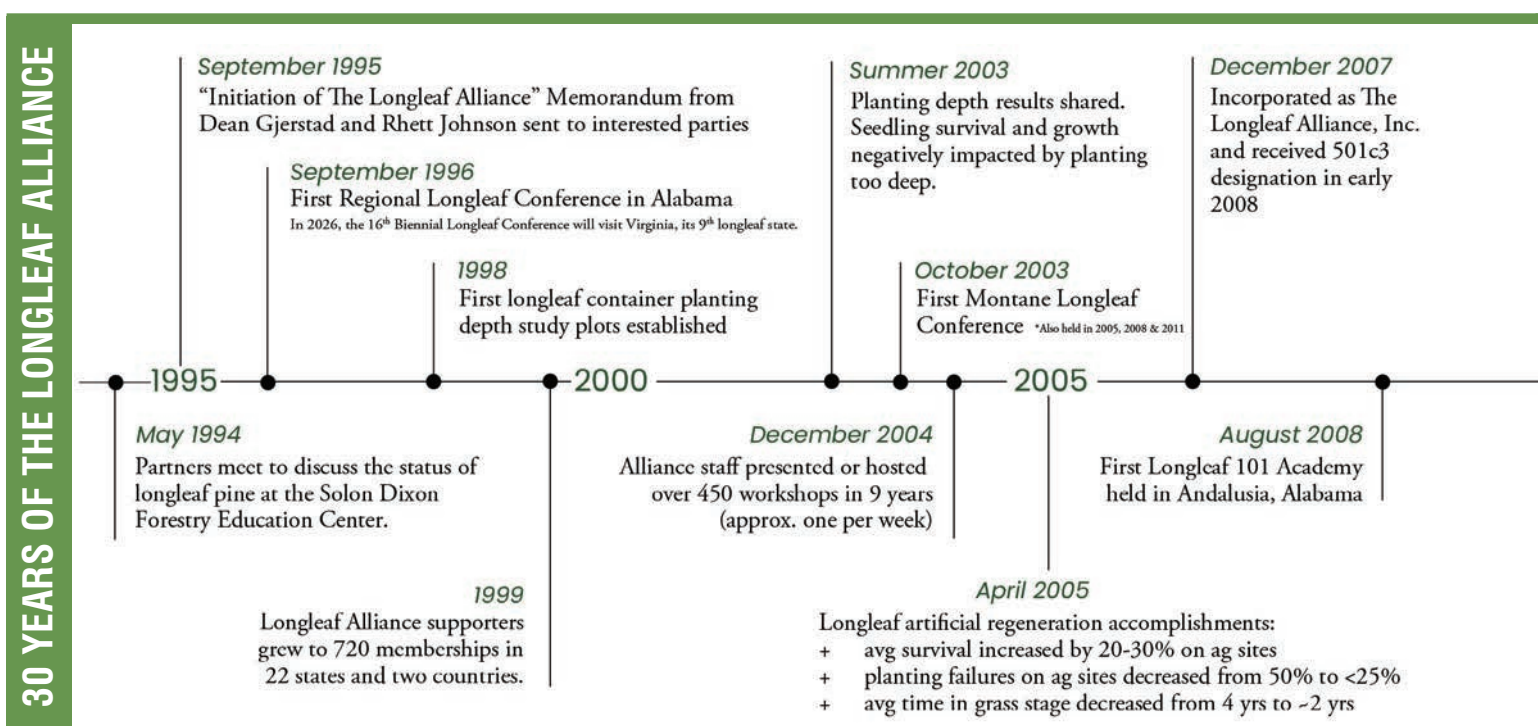 30 YEARS OF THE LONGLEAF ALLIANCE
September 1995
“Initiation of The Longleaf Alliance” Memorandum from
Dean Gjerstad and Rhett Johnson sent to interested parties
September 1996
First Regional Longleaf Conference in Alabama
In 2026, the 16th Biennial Longleaf Conference will visit Virginia, its 9th longleaf state.
1998
First longleaf container planting
depth study plots established
Summer 2003
Planting depth results shared.
Seedling survival and growth
negatively impacted by planting
too deep.
October 2003
First Montane Longleaf
Conference *Also held in 2005, 2008 & 2011
December 2007
Incorporated as The
Longleaf Alliance, Inc.
and received 501c3
designation in early
2008
1995
2000
2005
May 1994
Partners meet to discuss the status of
longleaf pine at the Solon Dixon
Forestry Education Center.
1999
Longleaf Alliance supporters
grew to 720 memberships in
22 states and two countries.
December 2004
Alliance staff presented or hosted
over 450 workshops in 9 years
(approx. one per week)
April 2005
Longleaf artificial regeneration accomplishments:
+ avg survival increased by 20-30% on ag sites
+ planting failures on ag sites decreased from 50% to <25%
+ avg time in grass stage decreased from 4 yrs to ~2 yrs
August 2008
First Longleaf 101 Academy
held in Andalusia, Alabama